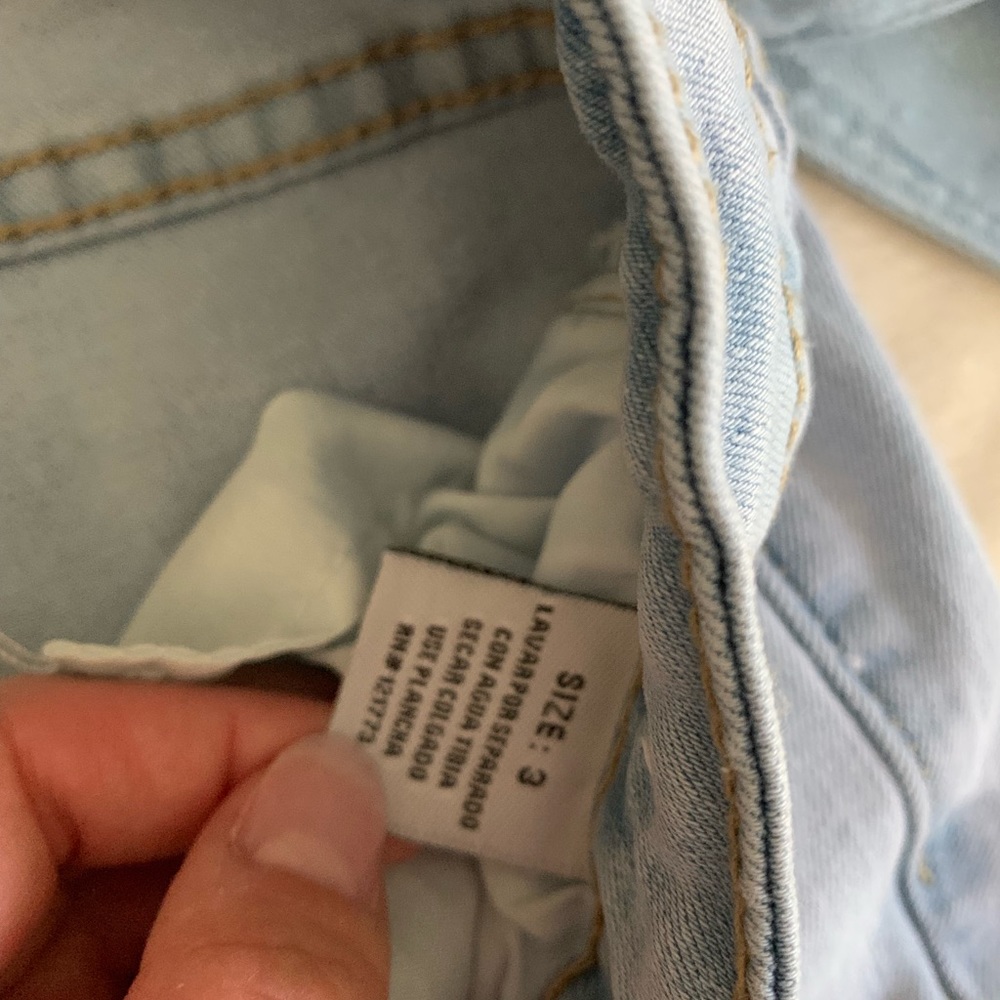 SIZE: 3
LAVAR POR SEPARADO
CON AGUA TIBIA
SECAR COLGADO
USE PLANCHA
RN# 121773